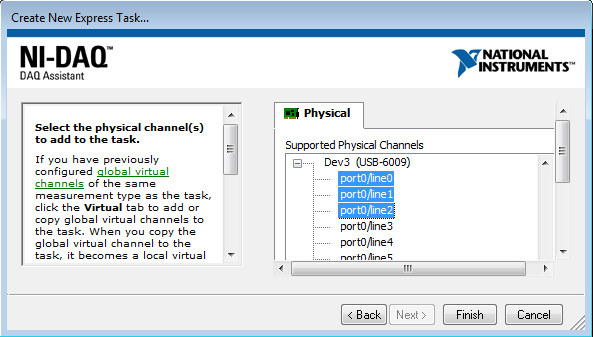 Create New Express Task...
NI-DAQ™
DAQ Assistant
NATIONAL
INSTRUMENTS™
Select the physical channel(s)
to add to the task.
If you have previously
configured global virtual
channels of the same
measurement type as the task,
click the Virtual tab to add or
copy global virtual channels to
the task. When you copy the
global virtual channel to the
task, it becomes a local virtual
Physical
Supported Physical Channels
Dev3 (USB-6009)
port0/line0
port0/line1
port0/line2
port0/line3
port0/line4
port0/line5
< Back
Next >
Finish
Cancel